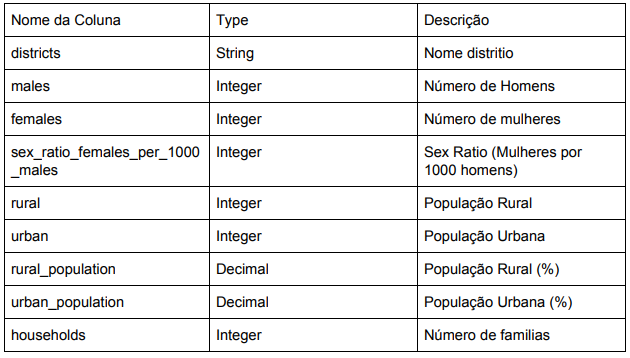 Nome da Coluna Type Descrição
districts String Nome distritio
males Integer Número de Homens
females Integer Número de mulheres
sex_ratio_females_per_1000 Integer Sex Ratio (Mulheres por
_males 1000 homens)
rural Integer População Rural
urban Integer População Urbana
rural_population Decimal População Rural (%)
urban_population Decimal População Urbana (%)
households Integer Número de familias